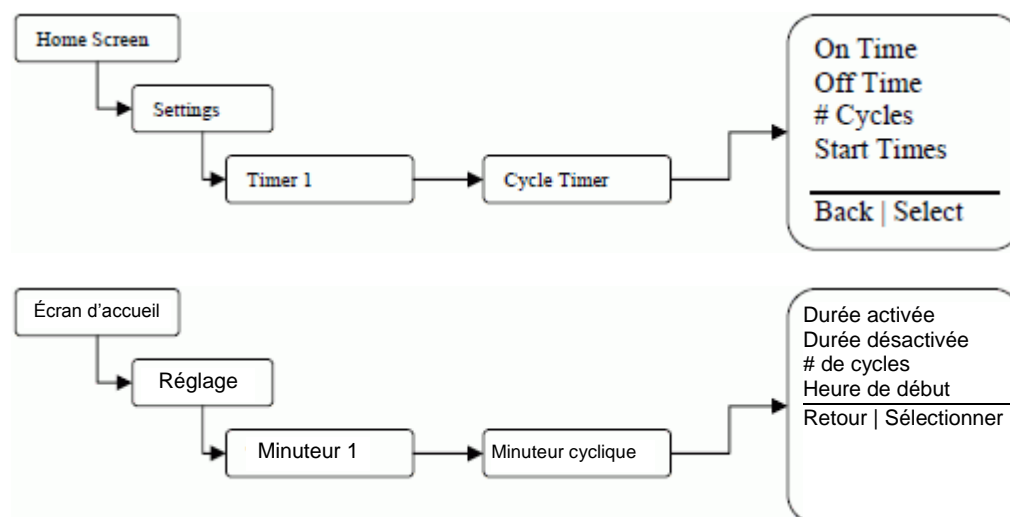 Home Screen
Settings
Timer 1
Cycle Timer
On Time
Off Time
# Cycles
Start Times
Back | Select
Écran d’accueil
Réglage
Minuteur 1
Minuteur cyclique
Durée activée
Durée désactivée
# de cycles
Heure de début
Retour | Sélectionner